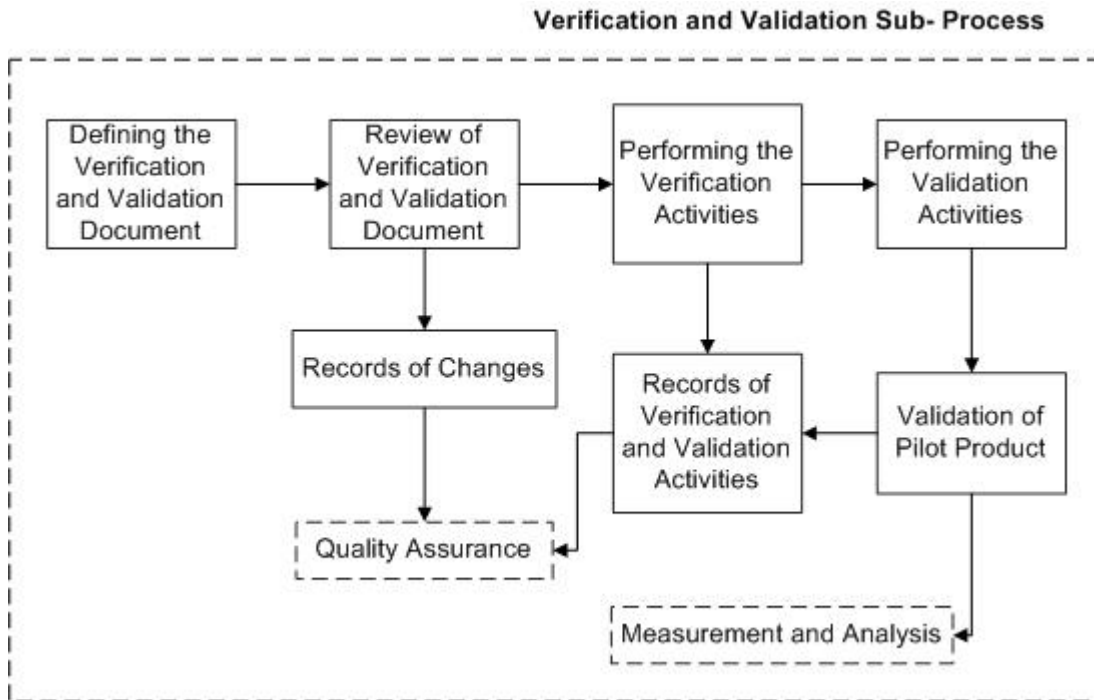 Verification and Validation Sub- Process
Defining the
Verification
and Validation
Document
Review of
Verification
and Validation
Document
Performing the
Verification
Activities
Performing the
Validation
Activities
Records of Changes
Records of
Verification
and Validation
Activities
Validation of
Pilot Product
Quality Assurance
Measurement and Analysis